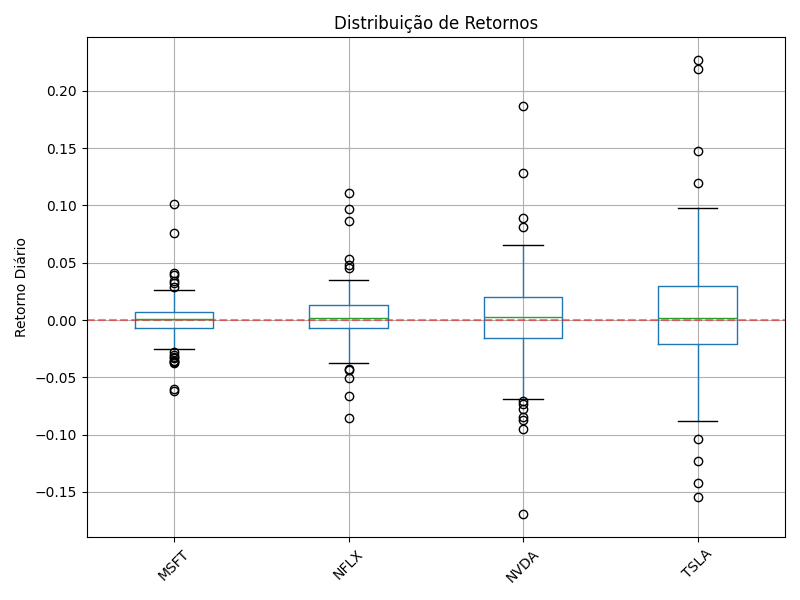 Distribuição de Retornos
Retorno Diário
0.20
0.15
0.10
0.05
0.00
−0.05
−0.10
−0.15
MSFT
NFLX
NVDA
TSLA